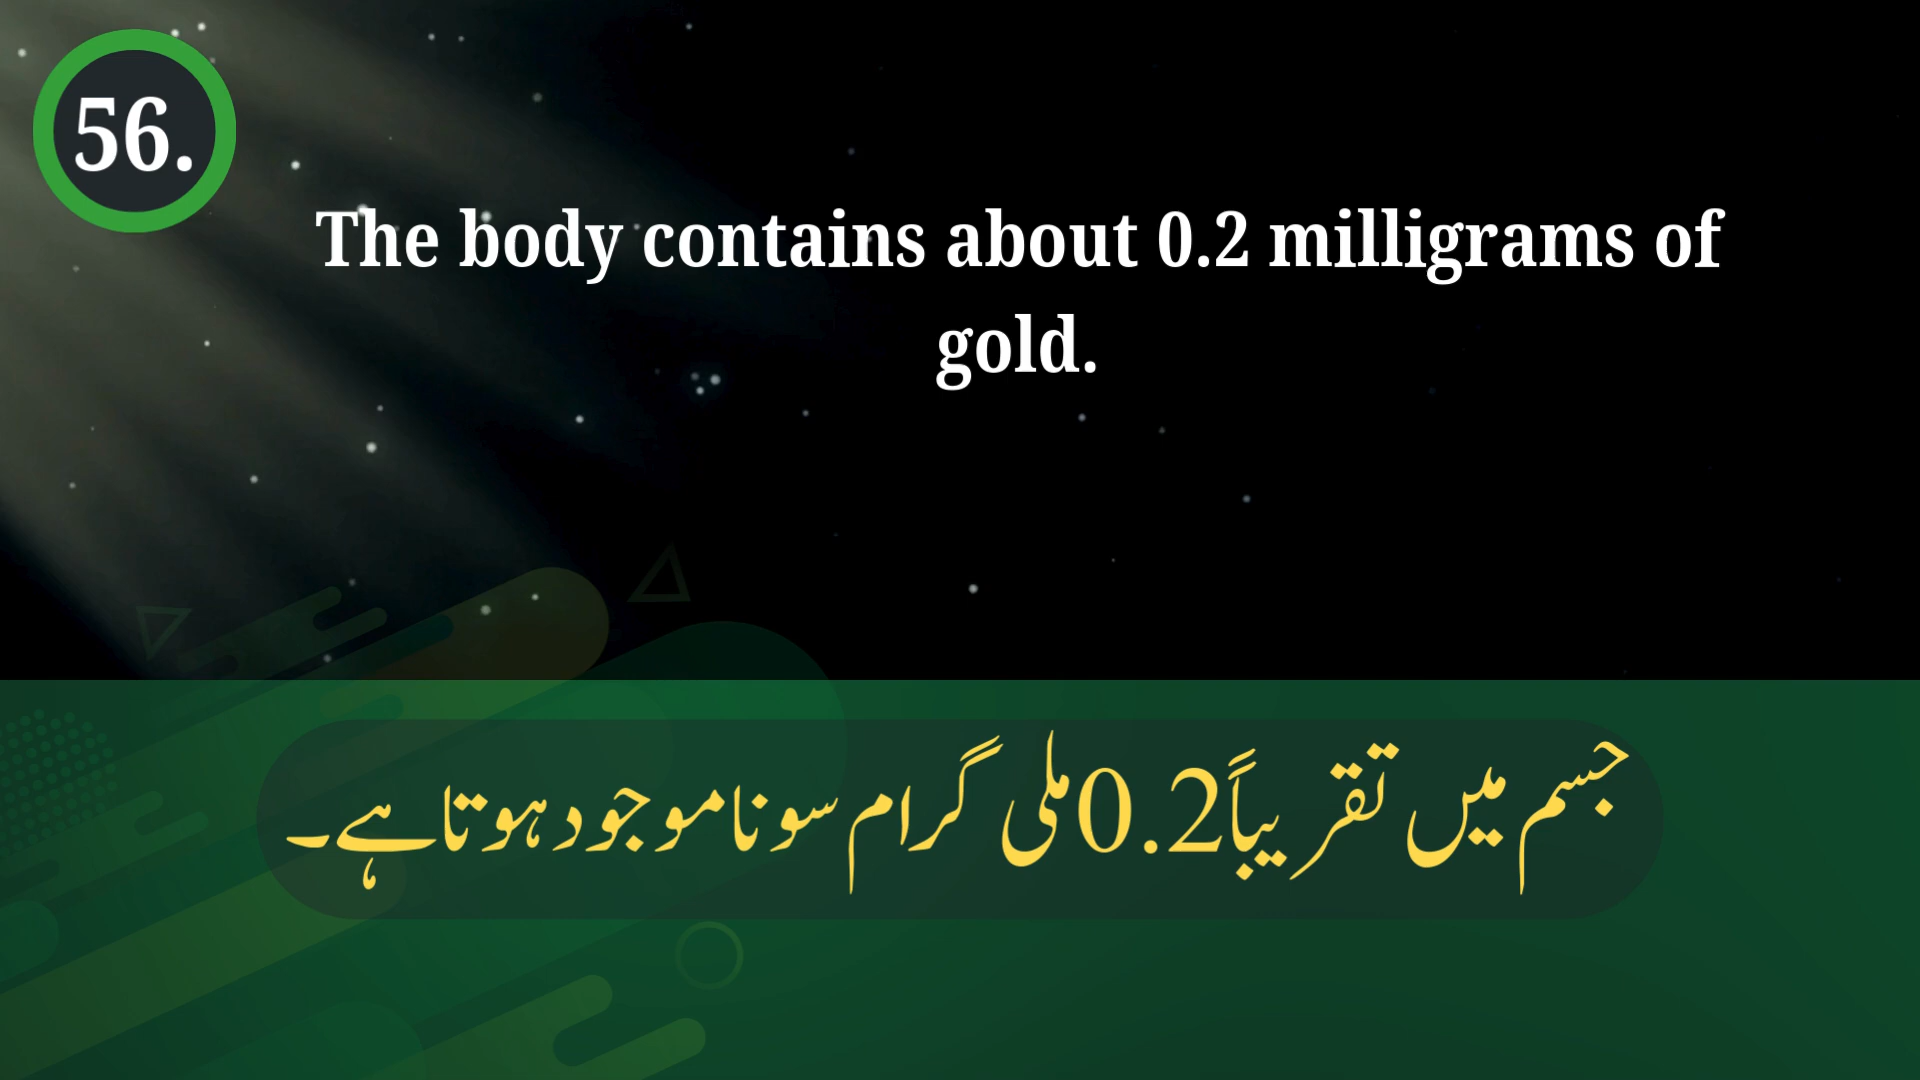 56.
The body contains about 0.2 milligrams of
gold.
جسم میں تقریباً 0.2 ملی گرام سونا موجود ہوتا ہے۔